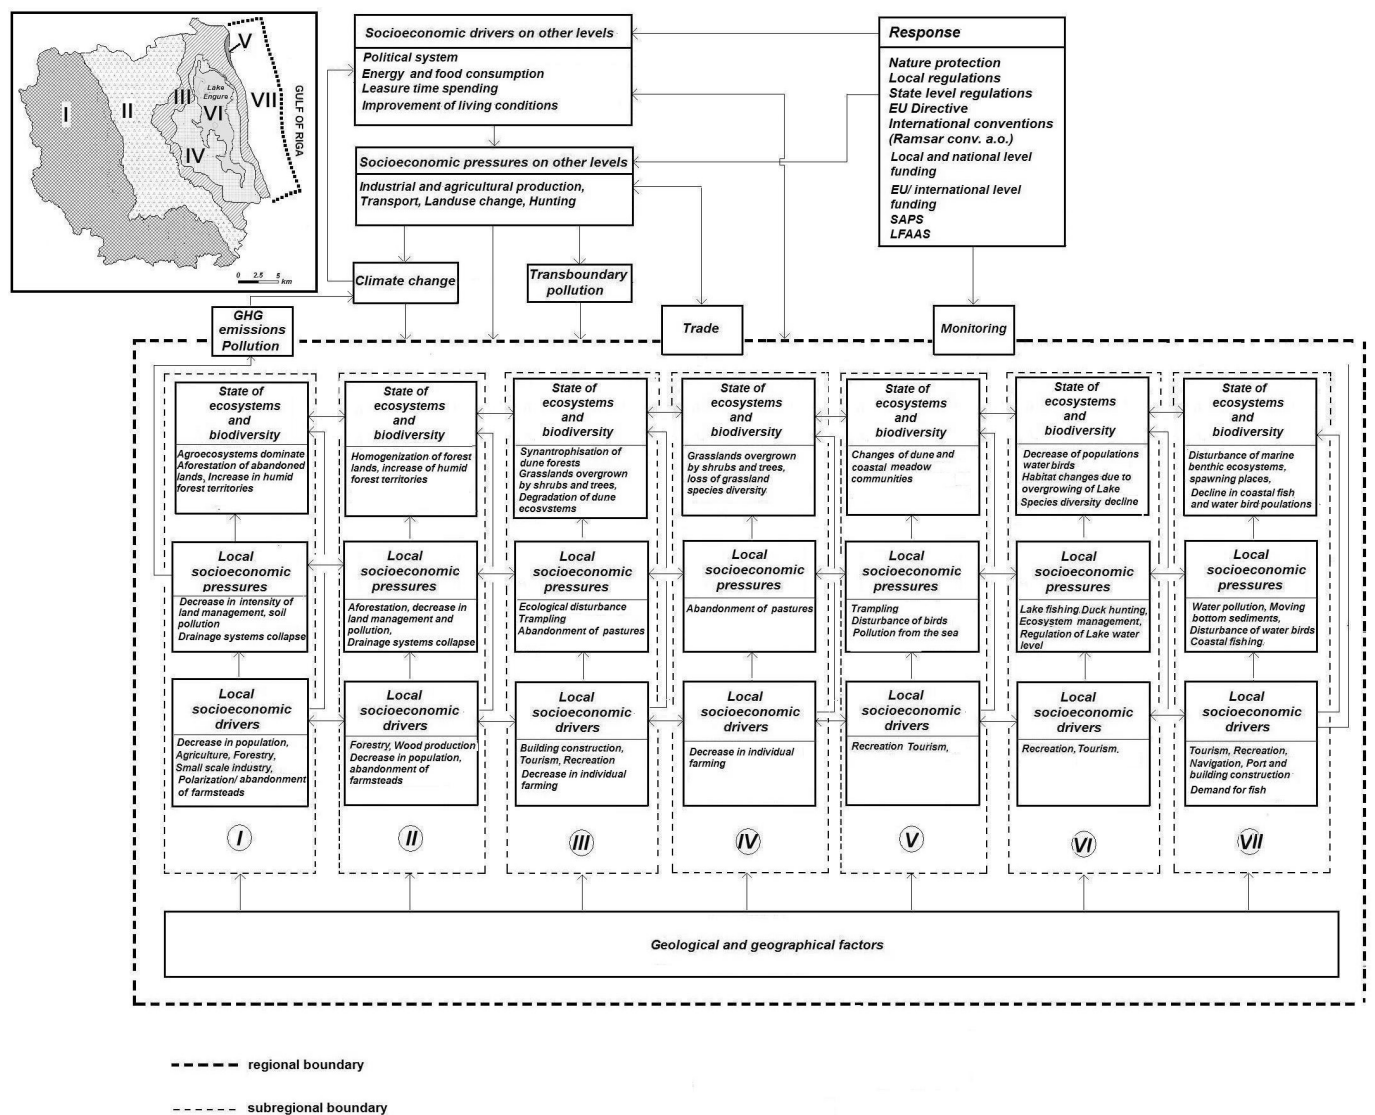 I
II
III
IV
V
VI
VII
Lake
Engure
GULF OF RIGA
0 2.5 5
km
Socioeconomic drivers on other levels
Political system
Energy and food consumption
Leasure time spending
Improvement of living conditions
Socioeconomic pressures on other levels
Industrial and agricultural production,
Transport, Landuse change, Hunting
Response
Nature protection
Local regulations
State level regulations
EU Directive
International conventions
(Ramsar conv. a.o.)
Local and national level
funding
EU/ international level
funding
SAPS
LFAAS
Climate change
Transboundary
pollution
GHG
emissions
Pollution
Trade
Monitoring
State of
ecosystems
and
biodiversity
Agroecosystems dominate
Aforestation of abandoned
lands, Increase in humid
forest territories
Local
socioeconomic
pressures
Decrease in intensity of
land management, soil
pollution
Drainage systems collapse
Local
socioeconomic
drivers
Decrease in population,
Agriculture, Forestry,
Small scale industry,
Polarization/ abandonment
of farmsteads
I
State of
ecosystems
and
biodiversity
Homogenization of forest
lands, increase of humid
forest territories
Local
socioeconomic
pressures
Aforestation, decrease in
land management and
pollution,
Drainage systems collapse
Local
socioeconomic
drivers
Forestry, Wood production
Decrease in population,
abandonment of
farmsteads
II
State of
ecosystems
and
biodiversity
Synantrophisation of
dune forests
Grasslands overgrown
by shrubs and trees,
Degradation of dune
ecosvstems
Local
socioeconomic
pressures
Ecological disturbance
Trampling
Abandonment of pastures
Local
socioeconomic
drivers
Building construction,
Tourism, Recreation
Decrease in individual
farming
III
State of
ecosystems
and
biodiversity
Grasslands overgrown
by shrubs and trees,
loss of grassland
species diversity
Local
socioeconomic
pressures
Abandonment of pastures
Local
socioeconomic
drivers
Decrease in individual
farming
IV
State of
ecosystems
and
biodiversity
Changes of dune and
coastal meadow
communities
Local
socioeconomic
pressures
Trampling
Disturbance of birds
Pollution from the sea
Local
socioeconomic
drivers
Recreation Tourism,
V
State of
ecosystems
and
biodiversity
Decrease of populations
water birds
Habitat changes due to
overgrowing of Lake
Species diversity decline
Local
socioeconomic
pressures
Lake fishing Duck hunting,
Ecosystem management,
Regulation of Lake water
level
Local
socioeconomic
drivers
Recreation, Tourism.
VI
State of
ecosystems
and
biodiversity
Disturbance of marine
benthic ecosystems,
spawning places,
Decline in coastal fish
and water bird poulations
Local
socioeconomic
pressures
Water pollution, Moving
bottom sediments,
Disturbance of water birds
Coastal fishing
Local
socioeconomic
drivers
Tourism, Recreation,
Navigation, Port and
building construction
Demand for fish
VII
Geological and geographical factors
regional boundary
subregional boundary